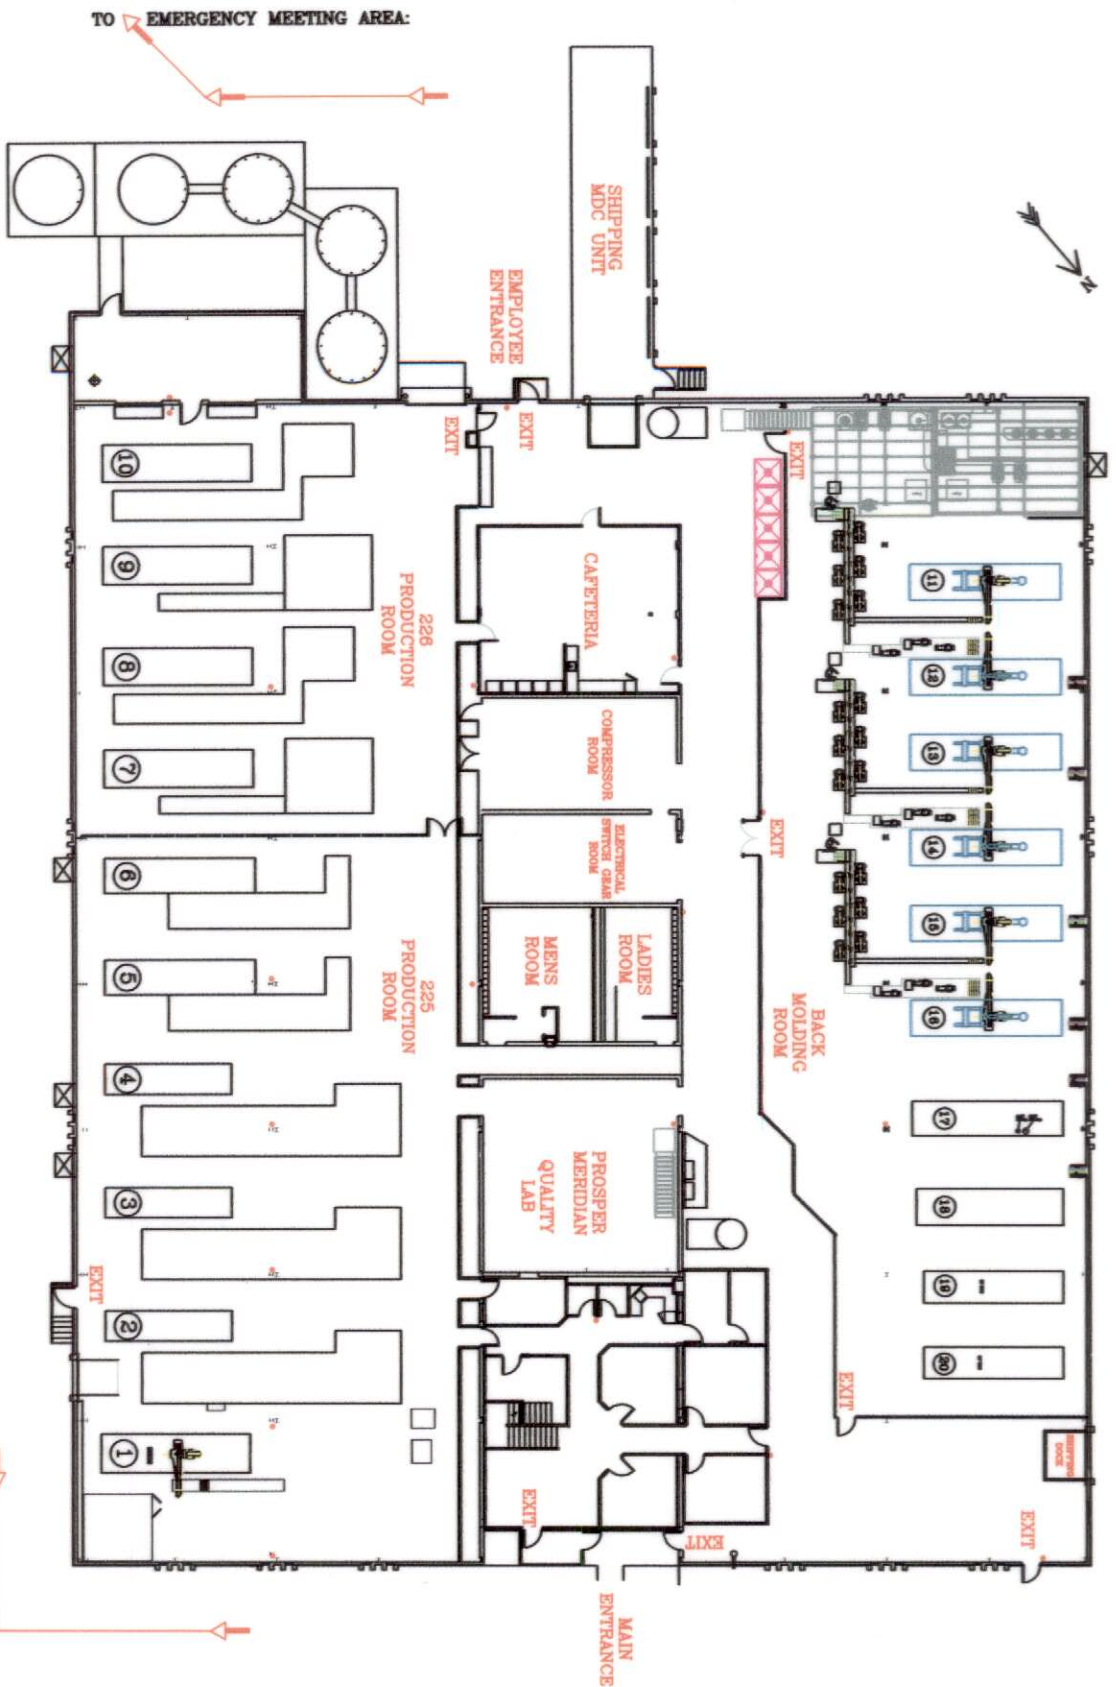 TO EMERGENCY MEETING AREA:
N
SHIPPING
MDC UNIT
EMPLOYEE
ENTRANCE
EXIT
EXIT
EXIT
10
9
8
7
226
PRODUCTION
ROOM
CAFETERIA
COMPRESSOR
ROOM
ELECTRICAL
SWITCH GEAR
ROOM
EXIT
11
12
13
14
15
16
17
18
19
20
BACK
MOLDING
ROOM
LADIES
ROOM
MENS
ROOM
6
5
4
3
2
1
225
PRODUCTION
ROOM
PROSPER
MERIDIAN
QUALITY
LAB
EXIT
EXIT
SHIPPING
DOCK
EXIT
EXIT
EXIT
MAIN
ENTRANCE